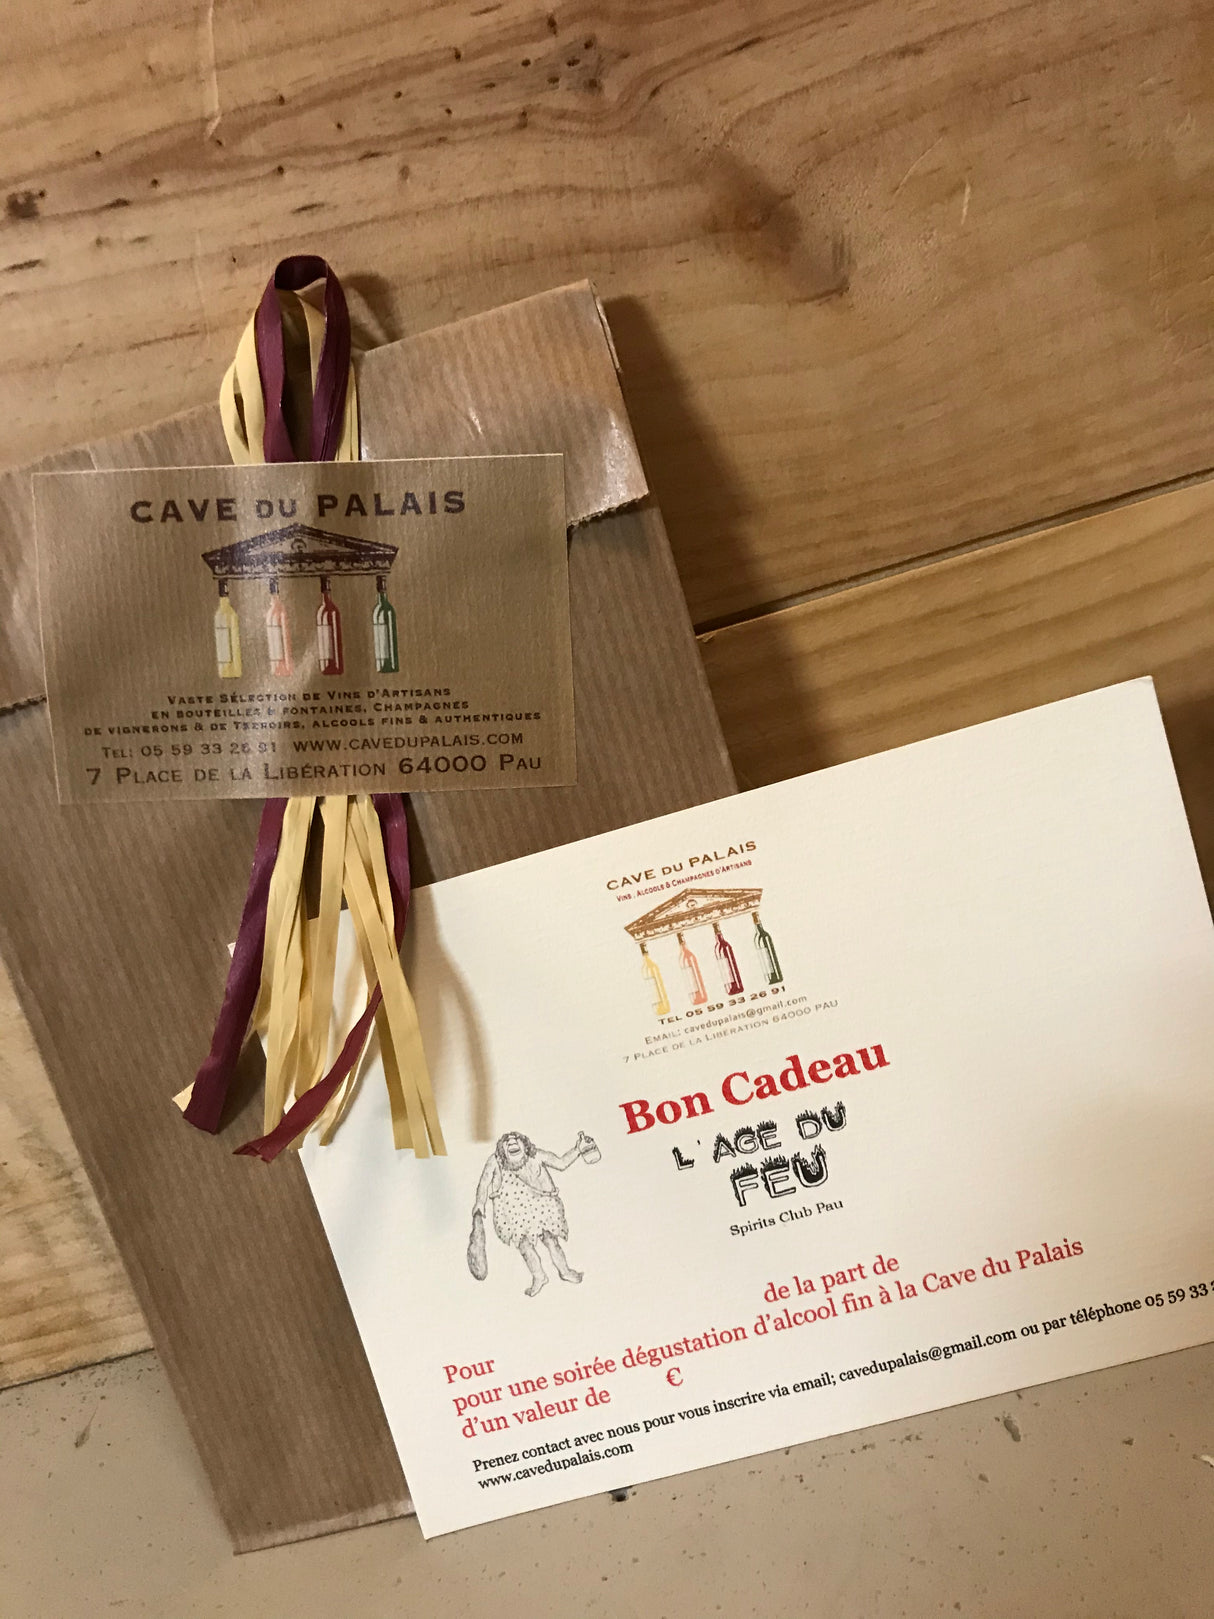 CAVE DU PALAIS
VASTE SÉLECTION DE VINS D'ARTISANS
EN BOUTEILLES & FONTAINES, CHAMPAGNES
DE VIGNERONS & DE TERROIRS, ALCOOLS FINS & AUTHENTIQUES
TEL: 05 59 33 26 91 WWW.CAVEDUPALAIS.COM
7 PLACE DE LA LIBÉRATION 64000 PAU
CAVE DU PALAIS
VINS, ALCOOLS & CHAMPAGNES D'ARTISANS
TEL 05 59 33 26 91
EMAIL: cavedupalais@gmail.com
7 PLACE DE LA LIBÉRATION 64000 PAU
Bon Cadeau
L'AGE DU
FEU
Spirits Club Pau
Pour de la part de
pour une soirée dégustation d'alcool fin à la Cave du Palais
d'un valeur de €
Prenez contact avec nous pour vous inscrire via email; cavedupalais@gmail.com ou par téléphone 05 59 33
www.cavedupalais.com